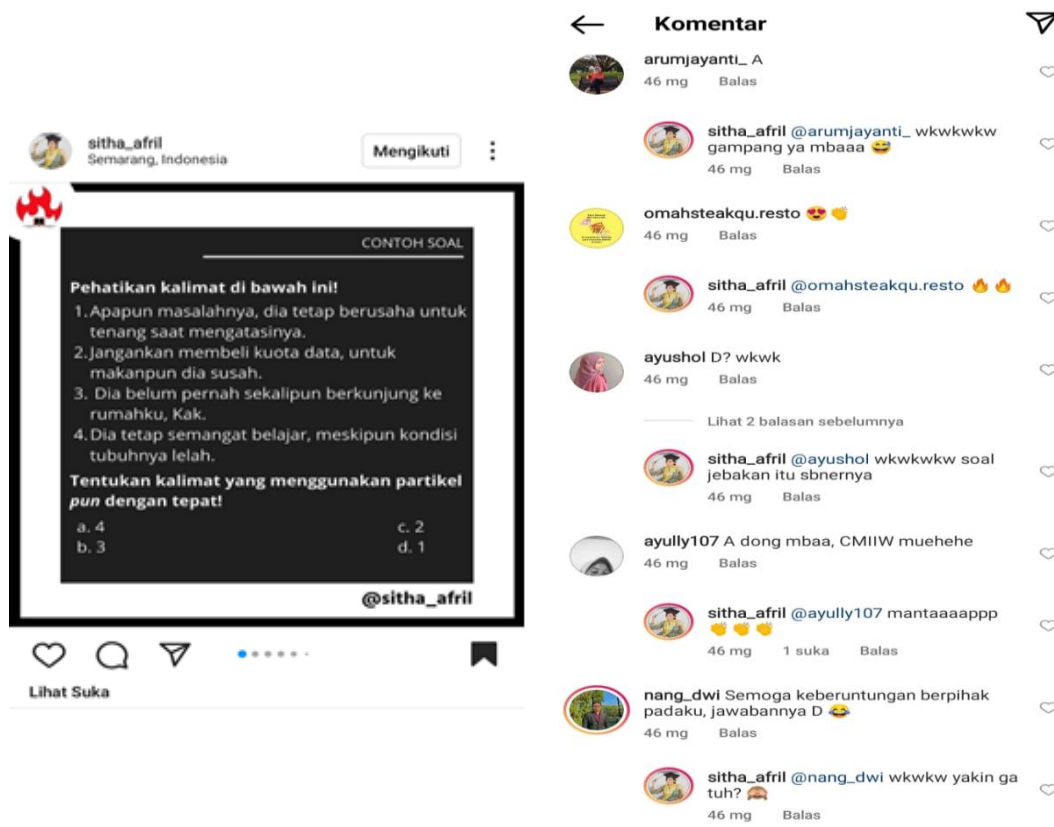 sitha_afril
Semarang, Indonesia
Mengikuti
CONTOH SOAL
Pehatikan kalimat di bawah ini!
1.Apapun masalahnya, dia tetap berusaha untuk
tenang saat mengatasinya.
2.Jangankan membeli kuota data, untuk
makanpun dia susah.
3. Dia belum pernah sekalipun berkunjung ke
rumahku, Kak.
4.Dia tetap semangat belajar, meskipun kondisi
tubuhnya lelah.
Tentukan kalimat yang menggunakan partikel
pun dengan tepat!
a. 4
b. 3
c. 2
d. 1
@sitha_afril
Lihat Suka
Komentar
arumjayanti_ A
46 mg Balas
sitha_afril @arumjayanti_ wkwkwkw
gampang ya mbaaa 😅
46 mg Balas
omahsteakqu.resto 😍👏
46 mg Balas
sitha_afril @omahsteakqu.resto 🔥🔥
46 mg Balas
ayushol D? wkwk
46 mg Balas
Lihat 2 balasan sebelumnya
sitha_afril @ayushol wkwkwkw soal
jebakan itu sbnernya
46 mg Balas
ayully107 A dong mbaa, CMIIW muehehe
46 mg Balas
sitha_afril @ayully107 mantaaaappp
👏👏👏
46 mg 1 suka Balas
nang_dwi Semoga keberuntungan berpihak
padaku, jawabannya D 😂
46 mg Balas
sitha_afril @nang_dwi wkwkw yakin ga
tuh? 🙈
46 mg Balas